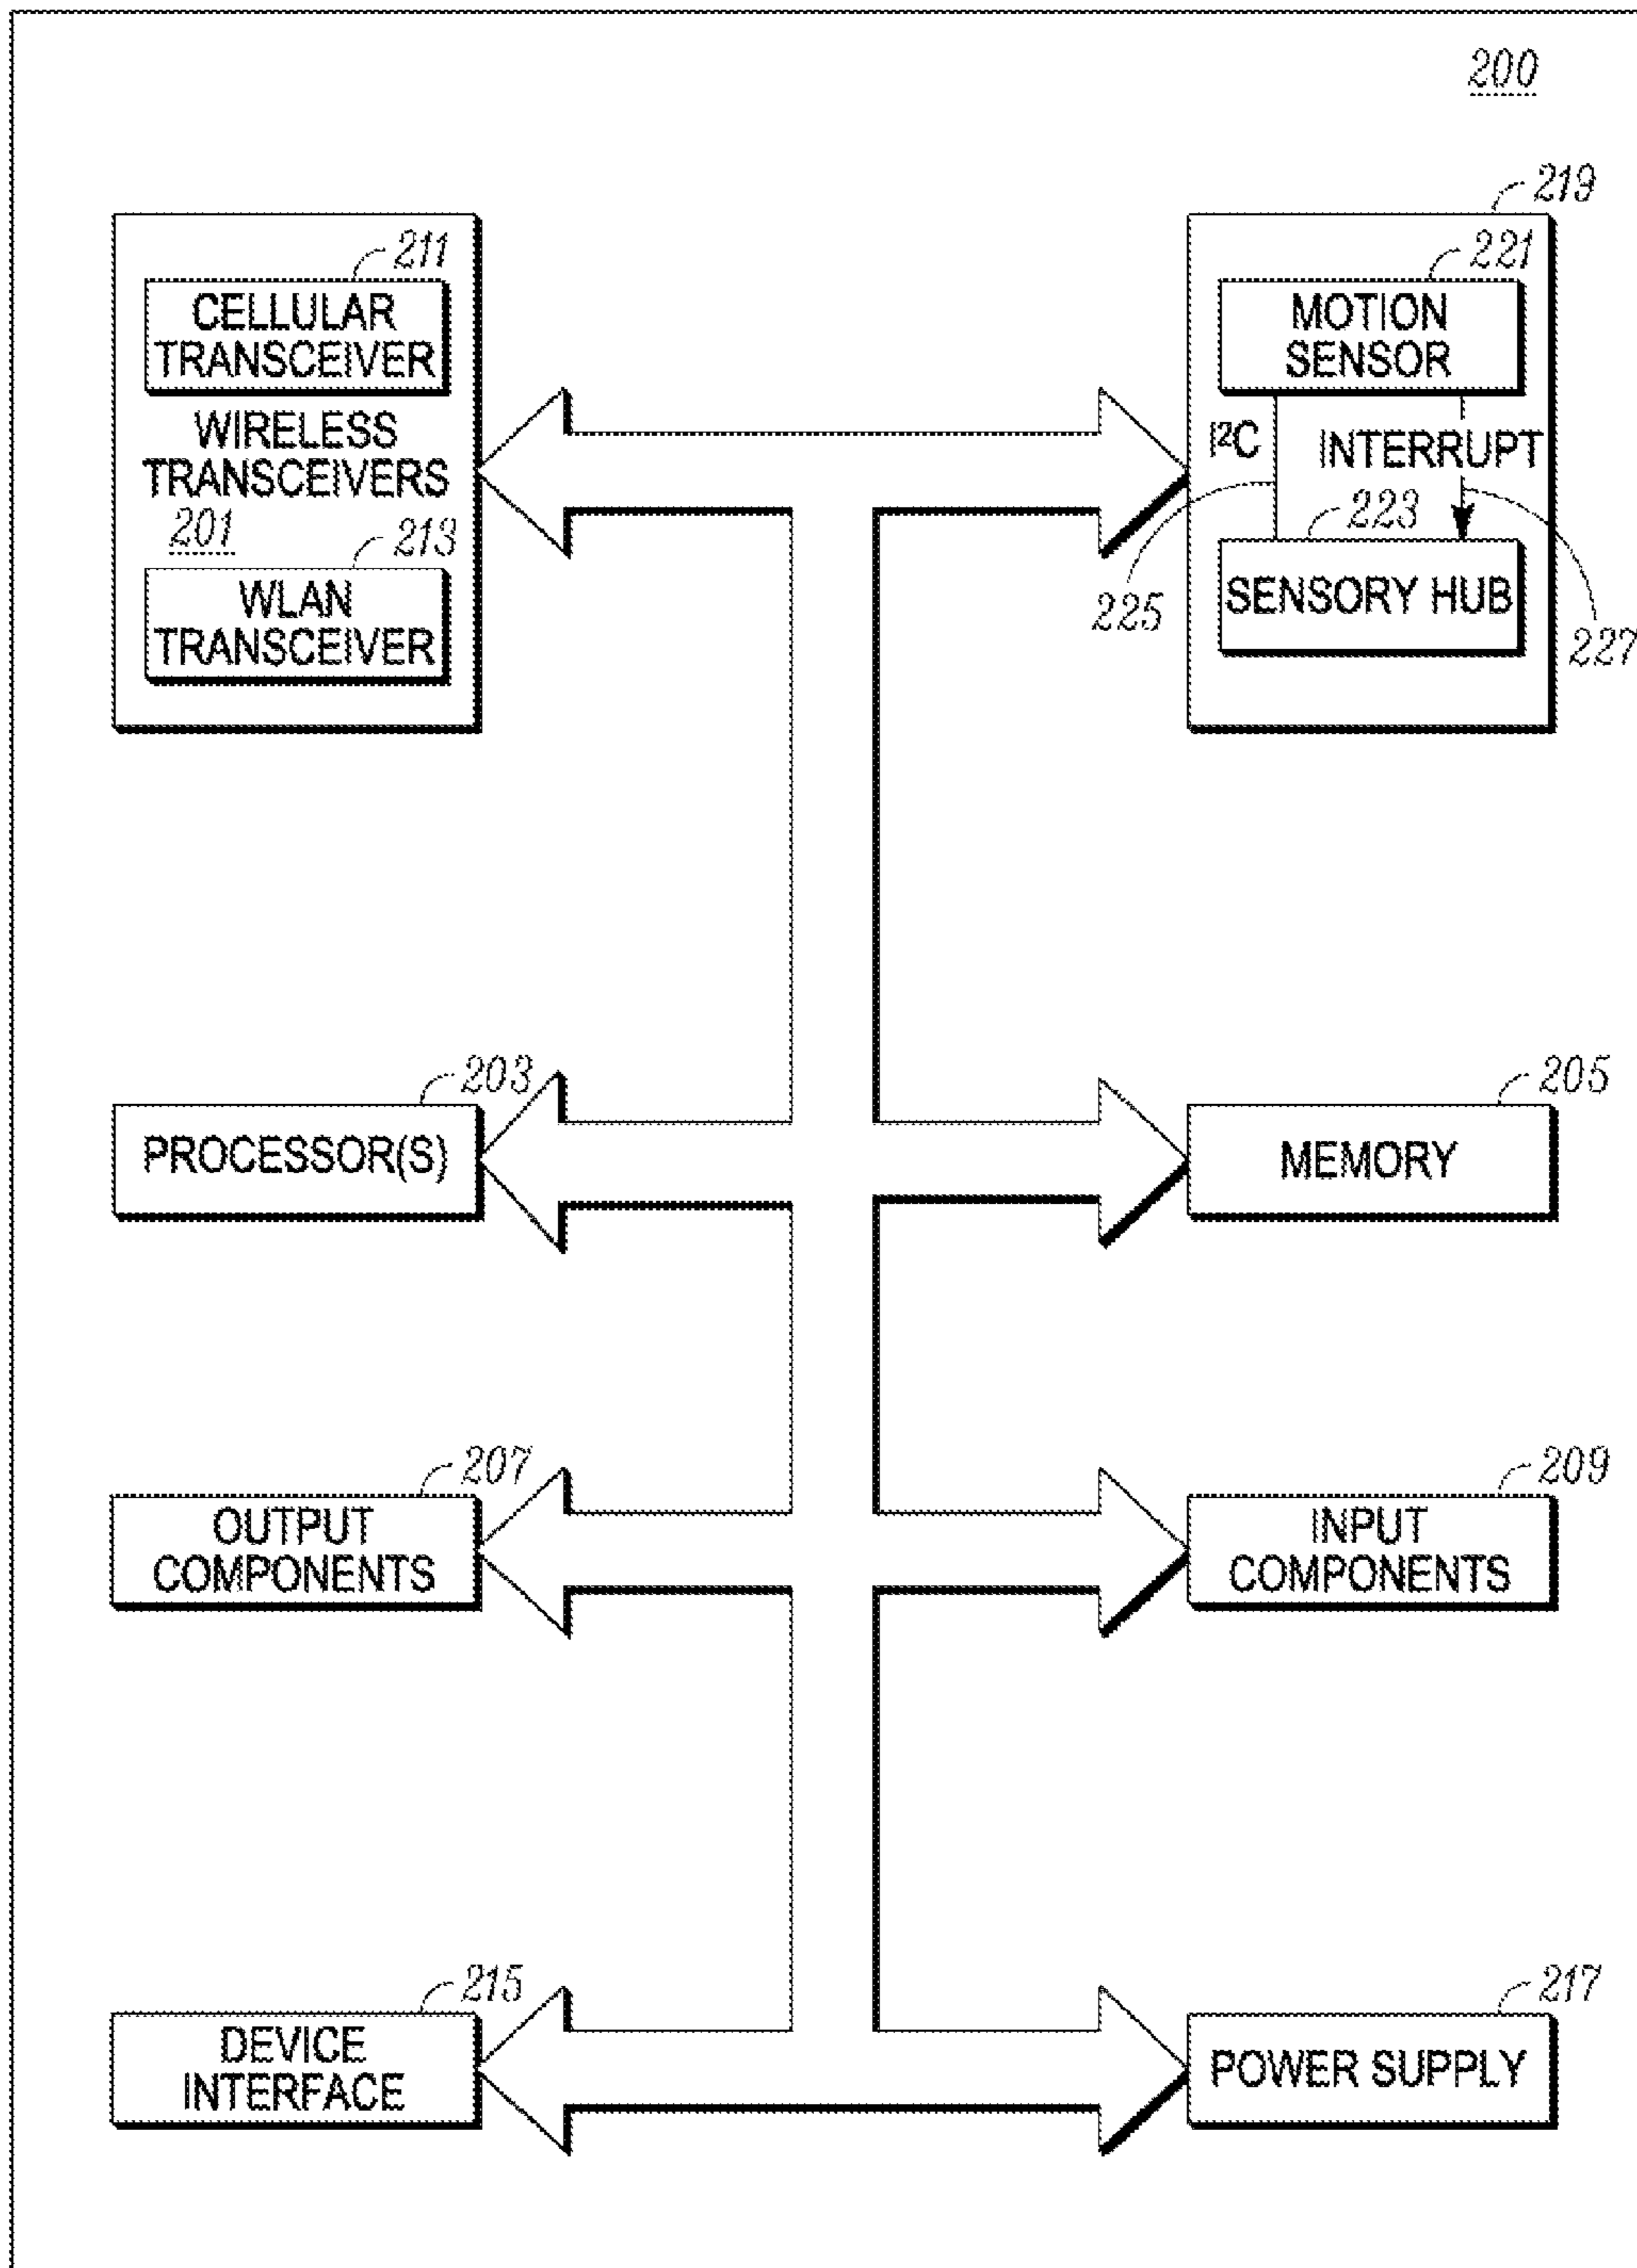 200
211
CELLULAR
TRANSCEIVER
WIRELESS
TRANSCEIVERS
201
213
WLAN
TRANSCEIVER
219
221
MOTION
SENSOR
I²C
INTERRUPT
223
SENSORY HUB
225
227
203
PROCESSOR(S)
205
MEMORY
207
OUTPUT
COMPONENTS
209
INPUT
COMPONENTS
215
DEVICE
INTERFACE
217
POWER SUPPLY